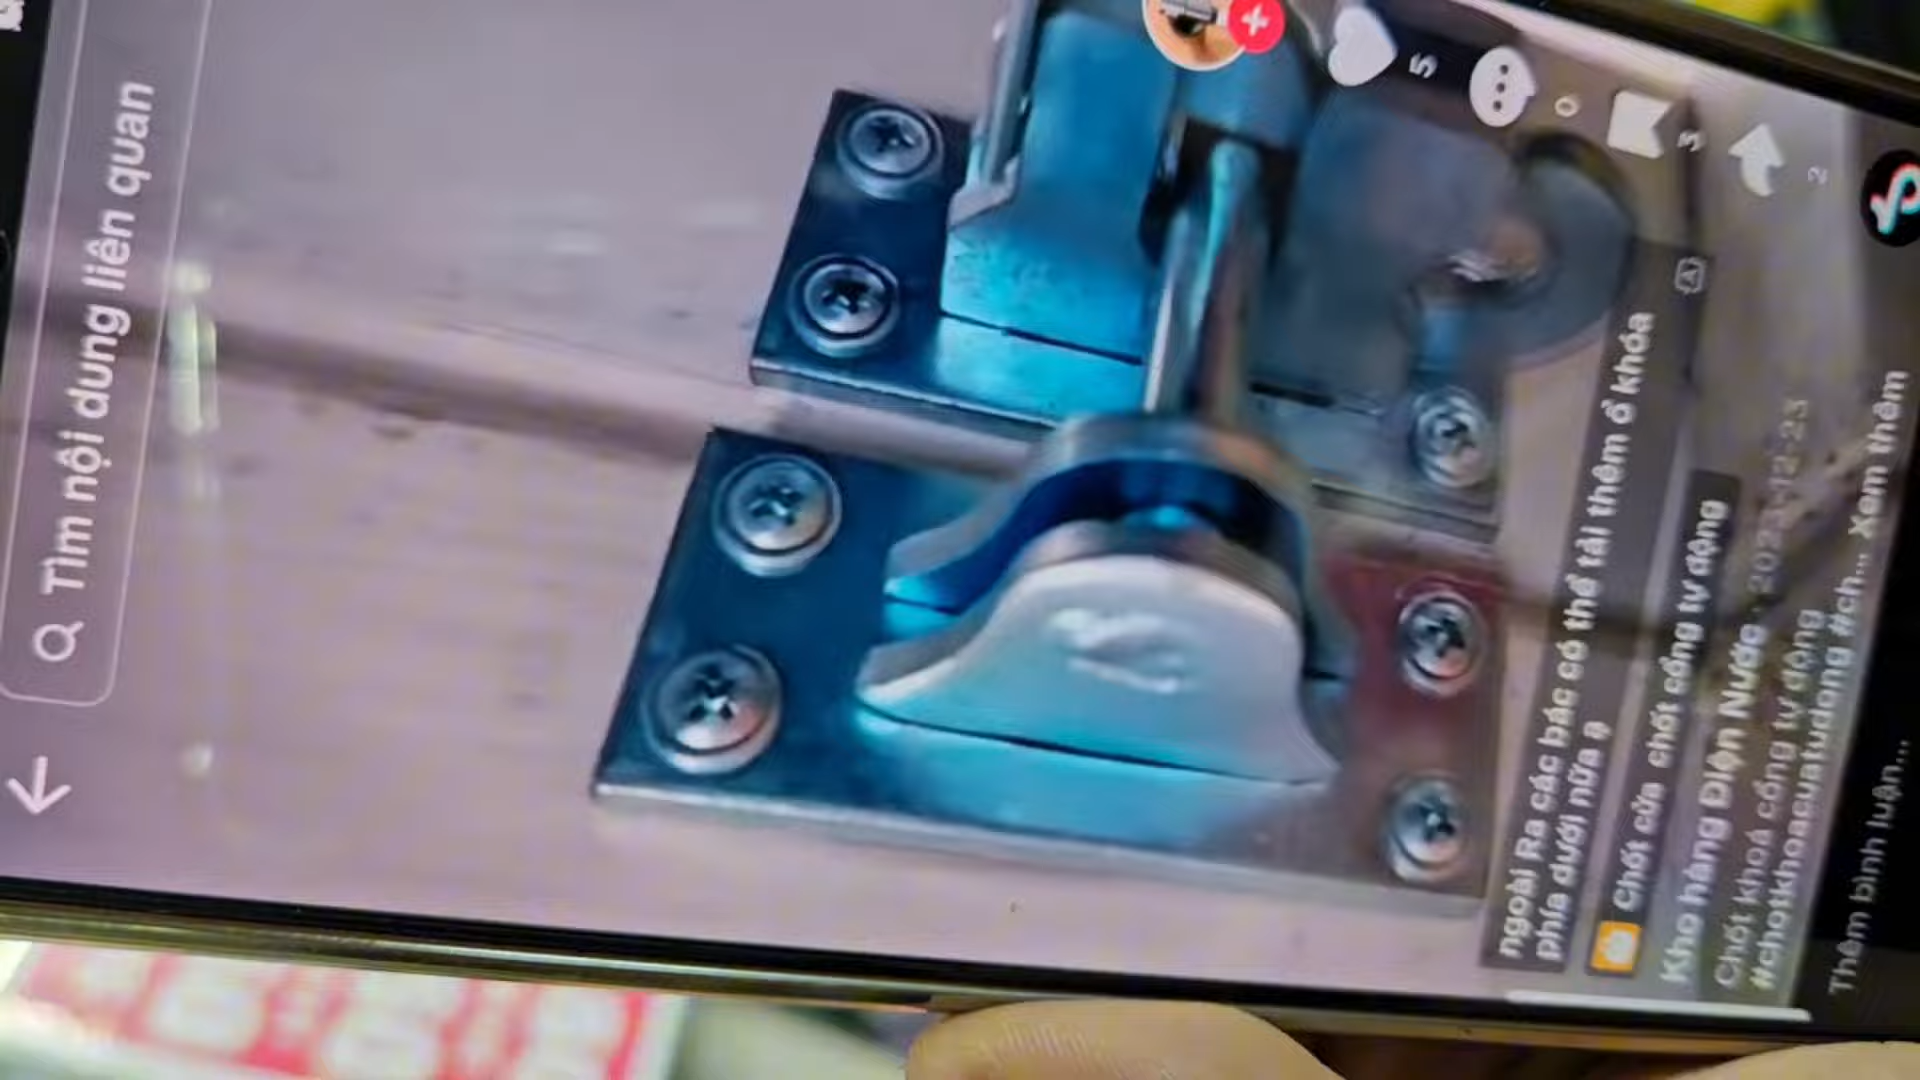 Tìm nội dung liên quan
5
0
3
2
ngoài Ra các bác có thể tải thêm ổ khóa
phía dưới nữa ạ
Chốt cửa chốt cổng tự động
Kho hàng Điện Nước
Chốt khoá cổng tự động
#chotkhoacuatudong #ch... Xem thêm
Thêm bình luận...